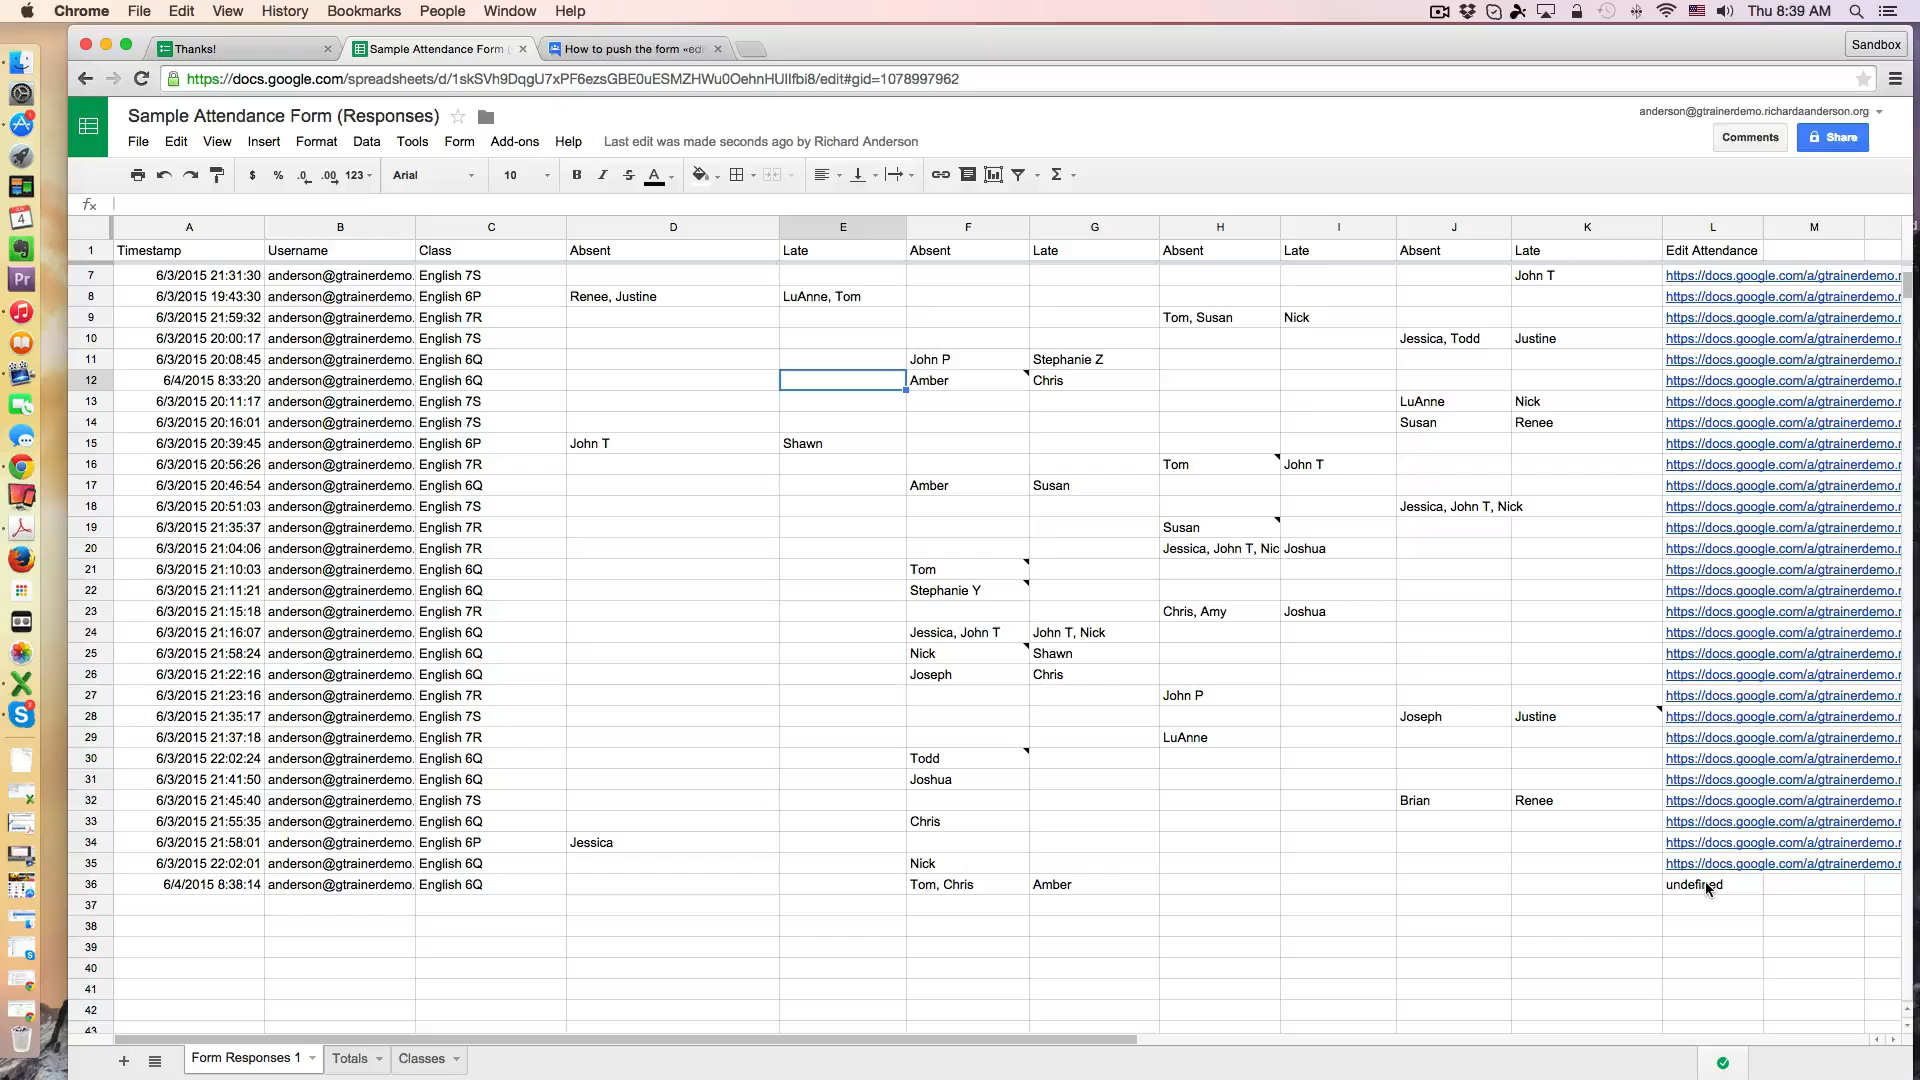 Chrome File Edit View History Bookmarks People Window Help Thu 8:39 AM
Thanks! Sample Attendance Form ( How to push the form «edi Sandbox
https://docs.google.com/spreadsheets/d/1skSVh9DqgU7xPF6ezsGBE0uESMZHWu0OehnHUIlfbi8/edit#gid=1078997962
Sample Attendance Form (Responses) anderson@gtrainerdemo.richardaanderson.org
File Edit View Insert Format Data Tools Form Add-ons Help Last edit was made seconds ago by Richard Anderson Comments Share
$ % .0 .00 123 Arial 10 B I S A Σ
fx
A B C D E F G H I J K L M
1 Timestamp Username Class Absent Late Absent Late Absent Late Absent Late Edit Attendance
7 6/3/2015 21:31:30 anderson@gtrainerdemo. English 7S John T https://docs.google.com/a/gtrainerdemo.r
8 6/3/2015 19:43:30 anderson@gtrainerdemo. English 6P Renee, Justine LuAnne, Tom https://docs.google.com/a/gtrainerdemo.r
9 6/3/2015 21:59:32 anderson@gtrainerdemo. English 7R Tom, Susan Nick https://docs.google.com/a/gtrainerdemo.r
10 6/3/2015 20:00:17 anderson@gtrainerdemo. English 7S Jessica, Todd Justine https://docs.google.com/a/gtrainerdemo.r
11 6/3/2015 20:08:45 anderson@gtrainerdemo. English 6Q John P Stephanie Z https://docs.google.com/a/gtrainerdemo.r
12 6/4/2015 8:33:20 anderson@gtrainerdemo. English 6Q Amber Chris https://docs.google.com/a/gtrainerdemo.r
13 6/3/2015 20:11:17 anderson@gtrainerdemo. English 7S LuAnne Nick https://docs.google.com/a/gtrainerdemo.r
14 6/3/2015 20:16:01 anderson@gtrainerdemo. English 7S Susan Renee https://docs.google.com/a/gtrainerdemo.r
15 6/3/2015 20:39:45 anderson@gtrainerdemo. English 6P John T Shawn https://docs.google.com/a/gtrainerdemo.r
16 6/3/2015 20:56:26 anderson@gtrainerdemo. English 7R Tom John T https://docs.google.com/a/gtrainerdemo.r
17 6/3/2015 20:46:54 anderson@gtrainerdemo. English 6Q Amber Susan https://docs.google.com/a/gtrainerdemo.r
18 6/3/2015 20:51:03 anderson@gtrainerdemo. English 7S Jessica, John T, Nick https://docs.google.com/a/gtrainerdemo.r
19 6/3/2015 21:35:37 anderson@gtrainerdemo. English 7R Susan https://docs.google.com/a/gtrainerdemo.r
20 6/3/2015 21:04:06 anderson@gtrainerdemo. English 7R Jessica, John T, Nic Joshua https://docs.google.com/a/gtrainerdemo.r
21 6/3/2015 21:10:03 anderson@gtrainerdemo. English 6Q Tom https://docs.google.com/a/gtrainerdemo.r
22 6/3/2015 21:11:21 anderson@gtrainerdemo. English 6Q Stephanie Y https://docs.google.com/a/gtrainerdemo.r
23 6/3/2015 21:15:18 anderson@gtrainerdemo. English 7R Chris, Amy Joshua https://docs.google.com/a/gtrainerdemo.r
24 6/3/2015 21:16:07 anderson@gtrainerdemo. English 6Q Jessica, John T John T, Nick https://docs.google.com/a/gtrainerdemo.r
25 6/3/2015 21:58:24 anderson@gtrainerdemo. English 6Q Nick Shawn https://docs.google.com/a/gtrainerdemo.r
26 6/3/2015 21:22:16 anderson@gtrainerdemo. English 6Q Joseph Chris https://docs.google.com/a/gtrainerdemo.r
27 6/3/2015 21:23:16 anderson@gtrainerdemo. English 7R John P https://docs.google.com/a/gtrainerdemo.r
28 6/3/2015 21:35:17 anderson@gtrainerdemo. English 7S Joseph Justine https://docs.google.com/a/gtrainerdemo.r
29 6/3/2015 21:37:18 anderson@gtrainerdemo. English 7R LuAnne https://docs.google.com/a/gtrainerdemo.r
30 6/3/2015 22:02:24 anderson@gtrainerdemo. English 6Q Todd https://docs.google.com/a/gtrainerdemo.r
31 6/3/2015 21:41:50 anderson@gtrainerdemo. English 6Q Joshua https://docs.google.com/a/gtrainerdemo.r
32 6/3/2015 21:45:40 anderson@gtrainerdemo. English 7S Brian Renee https://docs.google.com/a/gtrainerdemo.r
33 6/3/2015 21:55:35 anderson@gtrainerdemo. English 6Q Chris https://docs.google.com/a/gtrainerdemo.r
34 6/3/2015 21:58:01 anderson@gtrainerdemo. English 6P Jessica https://docs.google.com/a/gtrainerdemo.r
35 6/3/2015 22:02:01 anderson@gtrainerdemo. English 6Q Nick https://docs.google.com/a/gtrainerdemo.r
36 6/4/2015 8:38:14 anderson@gtrainerdemo. English 6Q Tom, Chris Amber undefined
37
38
39
40
41
42
43
Form Responses 1 Totals Classes